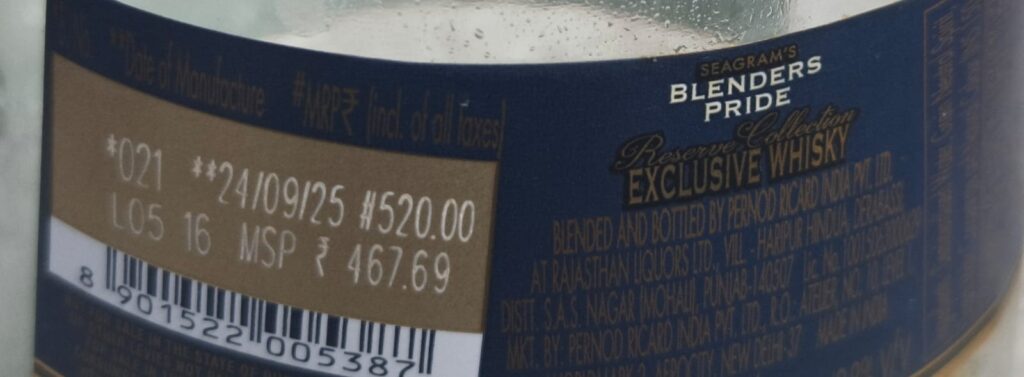 **Date of Manufacture #MRP₹ (incl. of all taxes)
*021 **24/09/25 #520.00
L05 16 MSP ₹ 467.69
8 901522 005387
SEAGRAM'S
BLENDERS
PRIDE
Reserve Collection
EXCLUSIVE WHISKY
BLENDED AND BOTTLED BY PERNOD RICARD INDIA PVT. LTD.
AT RAJASTHAN LIQUORS LTD., VILL - HARIPUR HINDUA, DERABASSI,
DISTT. S.A.S. NAGAR (MOHALI), PUNJAB-140507 Lic. No.
MKT. BY: PERNOD RICARD INDIA PVT. LTD., R.O.: ATELIER NO.
AEROCITY, NEW DELHI-37 MADE IN INDIA